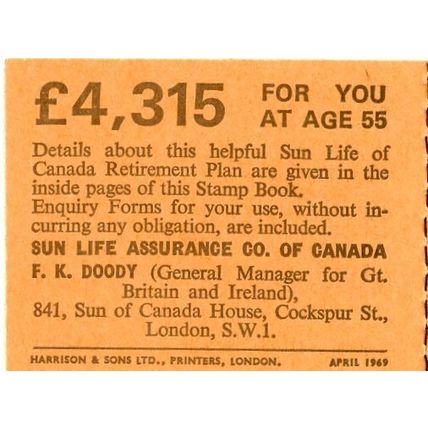 £4,315 FOR YOU
AT AGE 55
Details about this helpful Sun Life of
Canada Retirement Plan are given in the
inside pages of this Stamp Book.
Enquiry Forms for your use, without in-
curring any obligation, are included.
SUN LIFE ASSURANCE CO. OF CANADA
F. K. DOODY (General Manager for Gt.
Britain and Ireland),
841, Sun of Canada House, Cockspur St.,
London, S.W.1.
HARRISON & SONS LTD., PRINTERS, LONDON. APRIL 1969